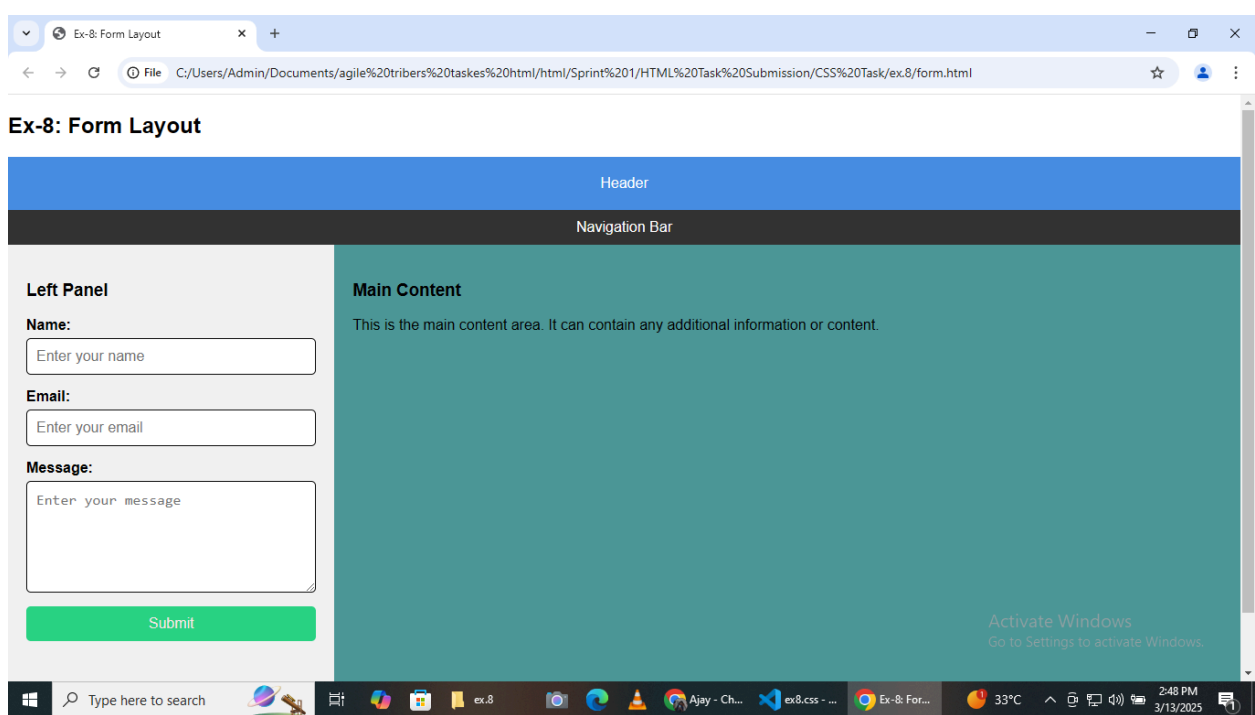 Ex-8: Form Layout
File C:/Users/Admin/Documents/agile%20tribers%20taskes%20html/html/Sprint%201/HTML%20Task%20Submission/CSS%20Task/ex.8/form.html
Ex-8: Form Layout
Header
Navigation Bar
Left Panel
Name:
Enter your name
Email:
Enter your email
Message:
Enter your message
Submit
Main Content
This is the main content area. It can contain any additional information or content.
Activate Windows
Go to Settings to activate Windows.
Type here to search
ex.8
Ajay - Ch...
ex8.css - ...
Ex-8: For...
1
33°C
2:48 PM
3/13/2025
1